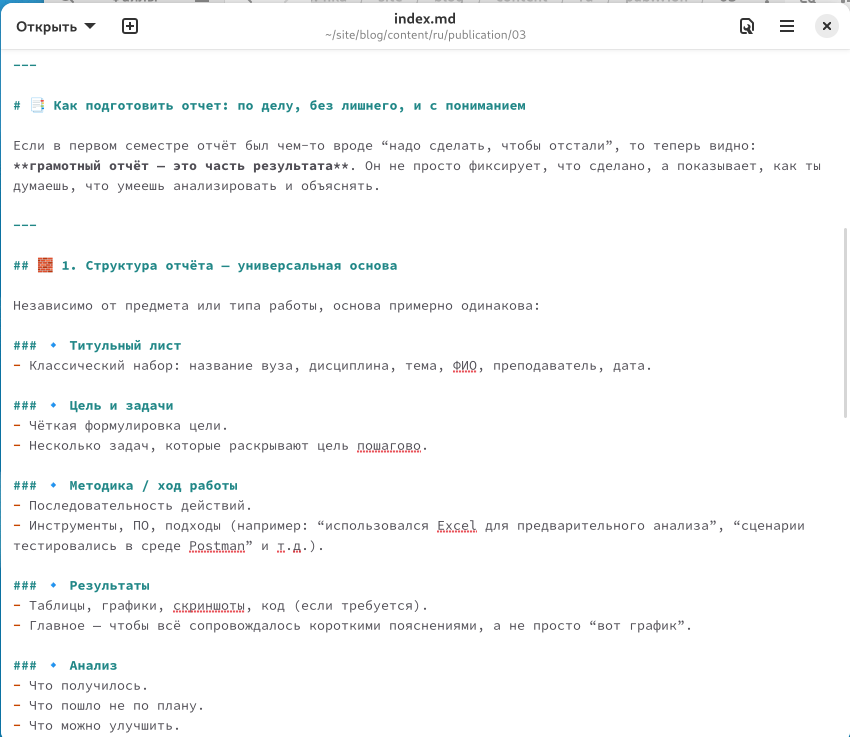 Открыть
index.md
~/site/blog/content/ru/publication/03
---
# 📑 Как подготовить отчет: по делу, без лишнего, и с пониманием
Если в первом семестре отчёт был чем-то вроде “надо сделать, чтобы отстали”, то теперь видно:
**грамотный отчёт — это часть результата**. Он не просто фиксирует, что сделано, а показывает, как ты
думаешь, что умеешь анализировать и объяснять.
---
## 🧱 1. Структура отчёта — универсальная основа
Независимо от предмета или типа работы, основа примерно одинакова:
### 🔹 Титульный лист
- Классический набор: название вуза, дисциплина, тема, ФИО, преподаватель, дата.
### 🔹 Цель и задачи
- Чёткая формулировка цели.
- Несколько задач, которые раскрывают цель пошагово.
### 🔹 Методика / ход работы
- Последовательность действий.
- Инструменты, ПО, подходы (например: “использовался Excel для предварительного анализа”, “сценарии
тестировались в среде Postman” и т.д.).
### 🔹 Результаты
- Таблицы, графики, скриншоты, код (если требуется).
- Главное — чтобы всё сопровождалось короткими пояснениями, а не просто “вот график”.
### 🔹 Анализ
- Что получилось.
- Что пошло не по плану.
- Что можно улучшить.